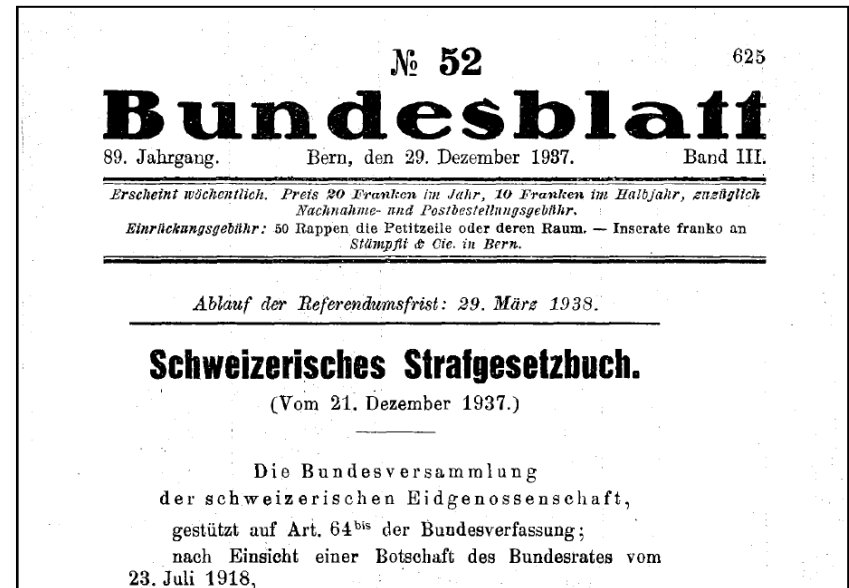 № 52
625
Bundesblatt
89. Jahrgang. Bern, den 29. Dezember 1937. Band III.
Erscheint wöchentlich. Preis 20 Franken im Jahr, 10 Franken im Halbjahr, zuzüglich
Nachnahme- und Postbestellungsgebühr.
Einrückungsgebühr: 50 Rappen die Petitzeile oder deren Raum. — Inserate franko an
Stämpfli & Cie. in Bern.
Ablauf der Referendumsfrist: 29. März 1938.
Schweizerisches Strafgesetzbuch.
(Vom 21. Dezember 1937.)
Die Bundesversammlung
der schweizerischen Eidgenossenschaft,
gestützt auf Art. 64bis der Bundesverfassung;
nach Einsicht einer Botschaft des Bundesrates vom
23. Juli 1918,